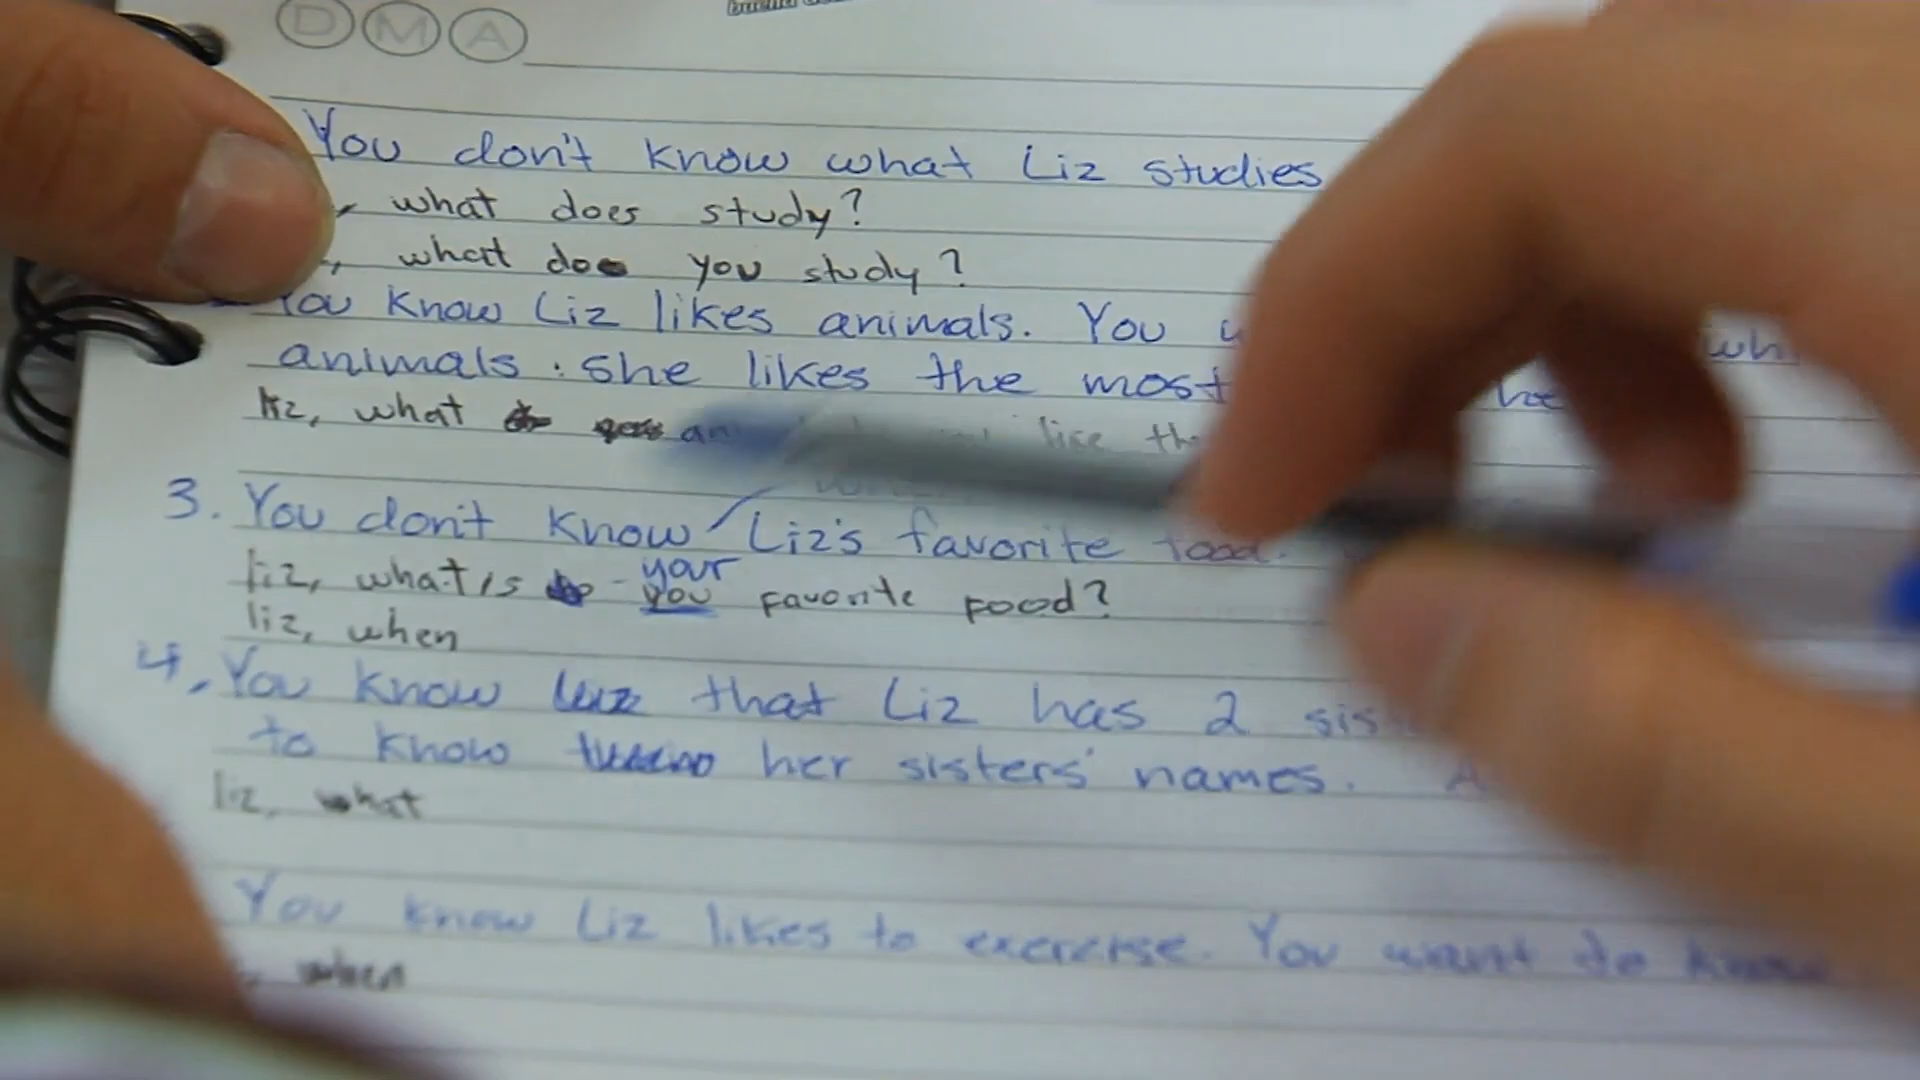 D M A
You don't know what Liz studies
what does study?
what do you study?
You know Liz likes animals. You
animals she likes the most
liz, what like
3. You don't know Liz's favorite food.
your
liz, what is you favorite food?
liz, when
4. You know that Liz has 2
to know her sisters' names.
liz, what
You know Liz likes to exercise. You want to know
when